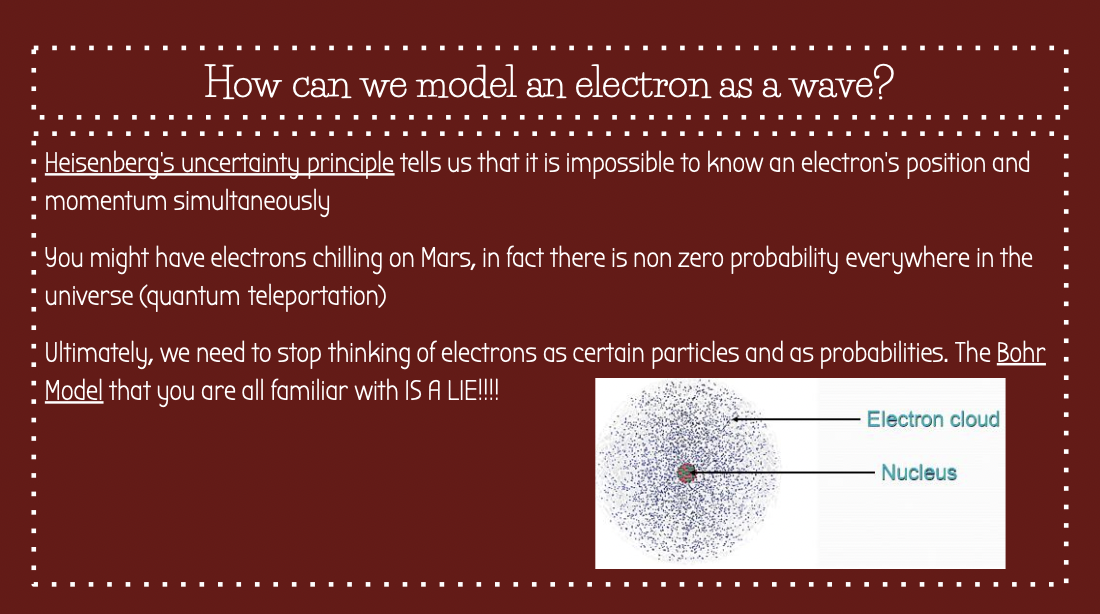 How can we model an electron as a wave?
Heisenberg's uncertainty principle tells us that it is impossible to know an electron's position and
momentum simultaneously
You might have electrons chilling on Mars, in fact there is non zero probability everywhere in the
universe (quantum teleportation)
Ultimately, we need to stop thinking of electrons as certain particles and as probabilities. The Bohr
Model that you are all familiar with IS A LIE!!!!
Electron cloud
Nucleus